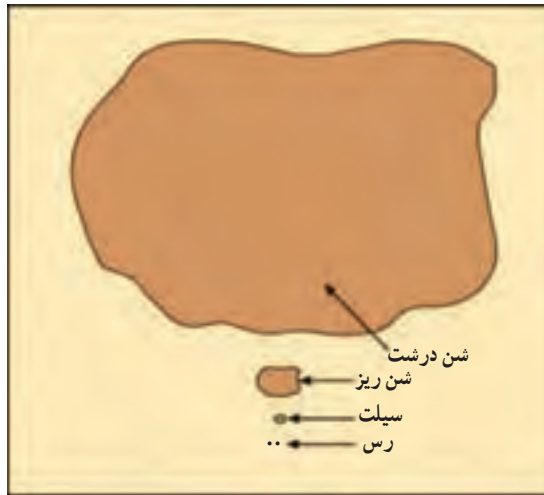 شن درشت
شن ریز
سیلت
رس